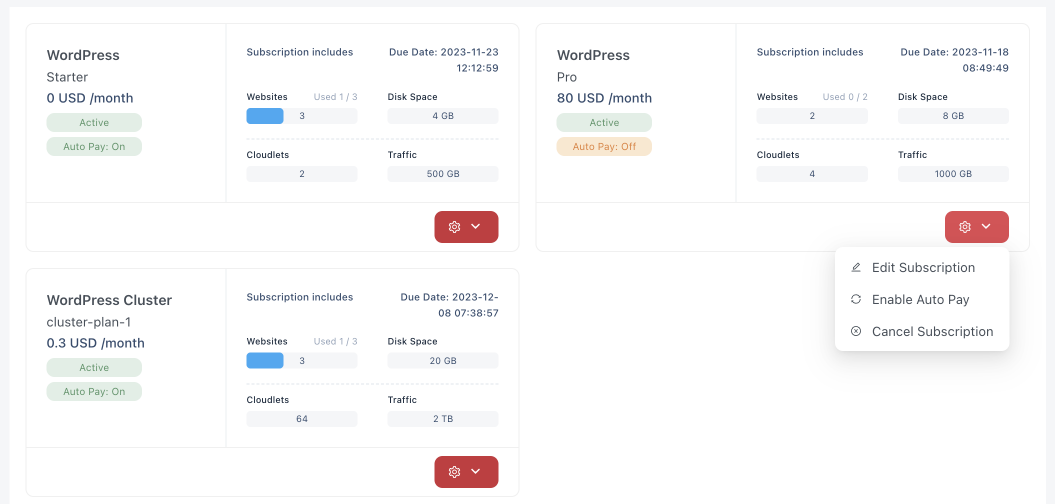 WordPress
Starter
0 USD /month
Active
Auto Pay: On
Subscription includes
Due Date: 2023-11-23
12:12:59
Websites Used 1 / 3
3
Disk Space
4 GB
Cloudlets
2
Traffic
500 GB
WordPress
Pro
80 USD /month
Active
Auto Pay: Off
Subscription includes
Due Date: 2023-11-18
08:49:49
Websites Used 0 / 2
2
Disk Space
8 GB
Cloudlets
4
Traffic
1000 GB
Edit Subscription
Enable Auto Pay
Cancel Subscription
WordPress Cluster
cluster-plan-1
0.3 USD /month
Active
Auto Pay: On
Subscription includes
Due Date: 2023-12-
08 07:38:57
Websites Used 1 / 3
3
Disk Space
20 GB
Cloudlets
64
Traffic
2 TB